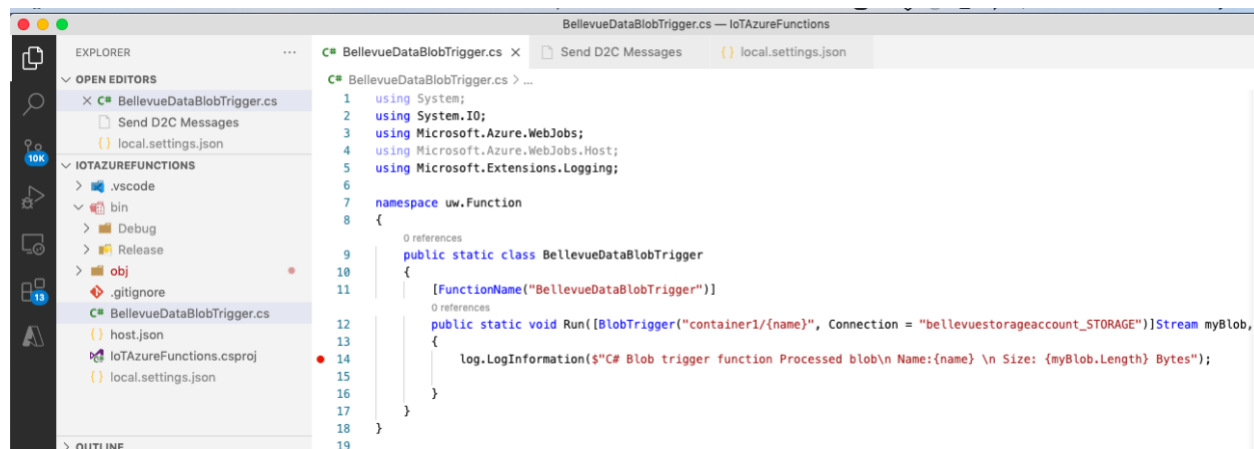 BellevueDataBlobTrigger.cs — IoTAzureFunctions
EXPLORER ...
OPEN EDITORS
C# BellevueDataBlobTrigger.cs
Send D2C Messages
{} local.settings.json
10K
IOTAZUREFUNCTIONS
.vscode
bin
Debug
Release
obj
.gitignore
C# BellevueDataBlobTrigger.cs
{} host.json
IoTAzureFunctions.csproj
{} local.settings.json
13
OUTLINE
C# BellevueDataBlobTrigger.cs × Send D2C Messages {} local.settings.json
C# BellevueDataBlobTrigger.cs > ...
1 using System;
2 using System.IO;
3 using Microsoft.Azure.WebJobs;
4 using Microsoft.Azure.WebJobs.Host;
5 using Microsoft.Extensions.Logging;
6
7 namespace uw.Function
8 {
0 references
9 public static class BellevueDataBlobTrigger
10 {
11 [FunctionName("BellevueDataBlobTrigger")]
0 references
12 public static void Run([BlobTrigger("container1/{name}", Connection = "bellevuestorageaccount_STORAGE")]Stream myBlob,
13 {
14 log.LogInformation($"C# Blob trigger function Processed blob\n Name:{name} \n Size: {myBlob.Length} Bytes");
15
16 }
17 }
18 }
19